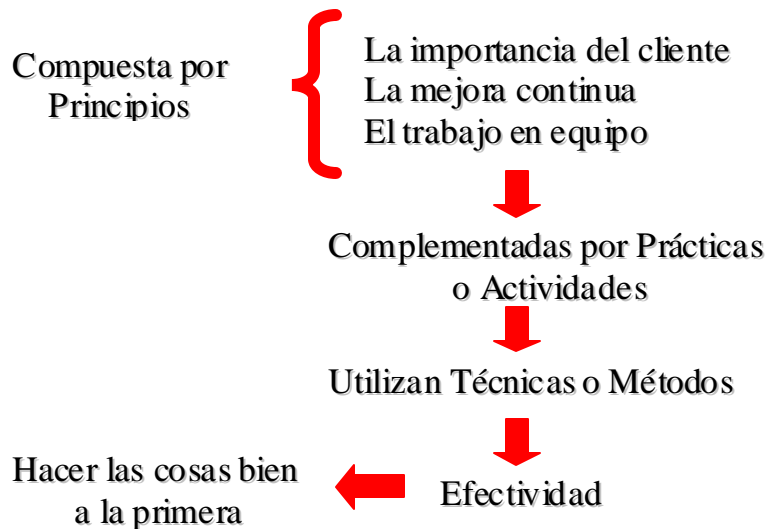 Compuesta por
Principios
La importancia del cliente
La mejora continua
El trabajo en equipo
Complementadas por Prácticas
o Actividades
Utilizan Técnicas o Métodos
Efectividad
Hacer las cosas bien
a la primera